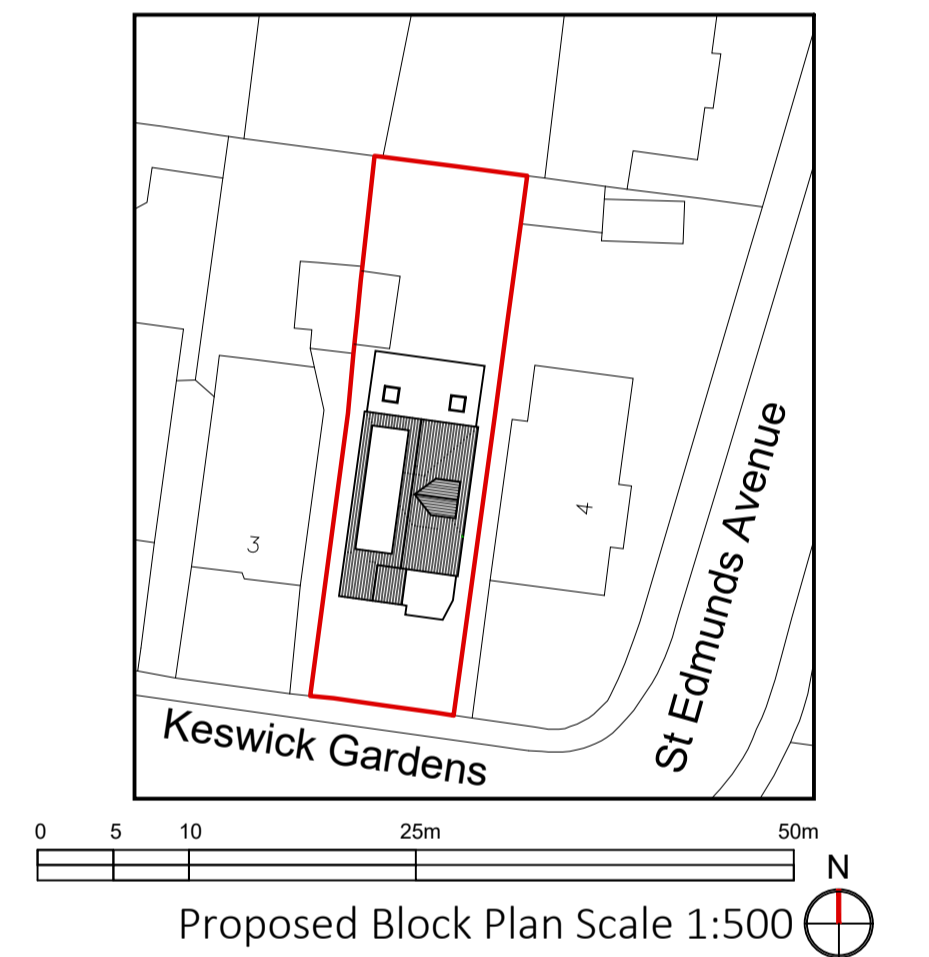 4
3
St Edmunds Avenue
Keswick Gardens
0 5 10 25m 50m
N
Proposed Block Plan Scale 1:500